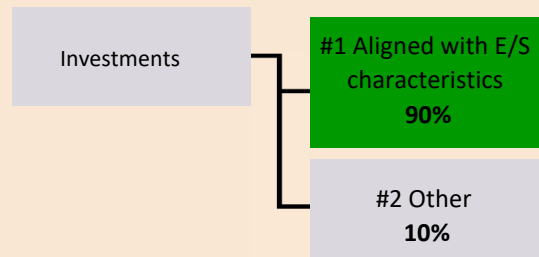 Investments
#1 Aligned with E/S
characteristics
90%
#2 Other
10%